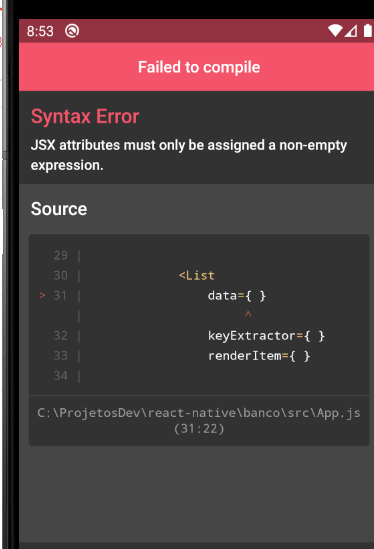 8:53
Failed to compile
Syntax Error
JSX attributes must only be assigned a non-empty
expression.
Source
29 |
30 | <List
> 31 | data={ }
| ^
32 | keyExtractor={ }
33 | renderItem={ }
34 |
C:\ProjetosDev\react-native\banco\src\App.js
(31:22)